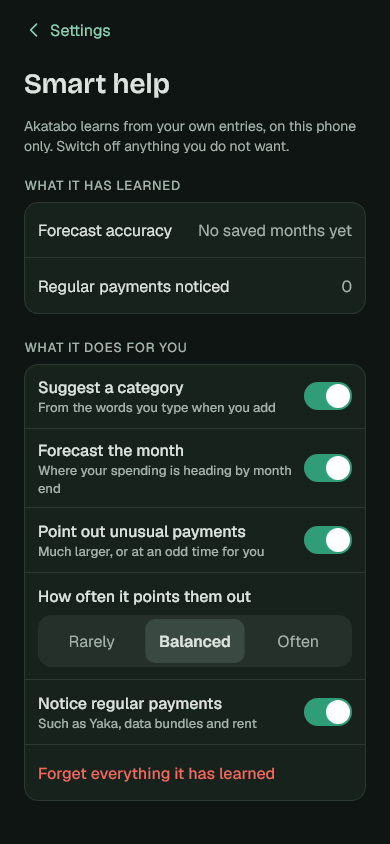 Settings
Smart help
Akatabo learns from your own entries, on this phone
only. Switch off anything you do not want.
WHAT IT HAS LEARNED
Forecast accuracy No saved months yet
Regular payments noticed 0
WHAT IT DOES FOR YOU
Suggest a category
From the words you type when you add
Forecast the month
Where your spending is heading by month
end
Point out unusual payments
Much larger, or at an odd time for you
How often it points them out
Rarely Balanced Often
Notice regular payments
Such as Yaka, data bundles and rent
Forget everything it has learned